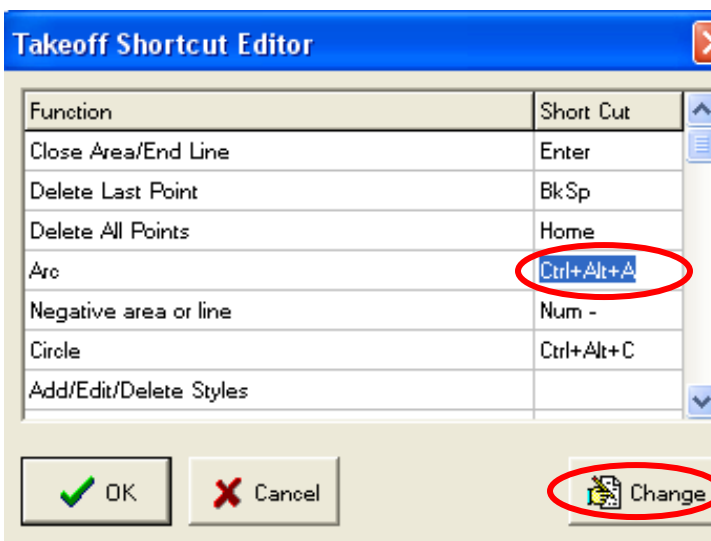 Takeoff Shortcut Editor
Function Short Cut
Close Area/End Line Enter
Delete Last Point BkSp
Delete All Points Home
Arc Ctrl+Alt+A
Negative area or line Num -
Circle Ctrl+Alt+C
Add/Edit/Delete Styles
OK Cancel Change